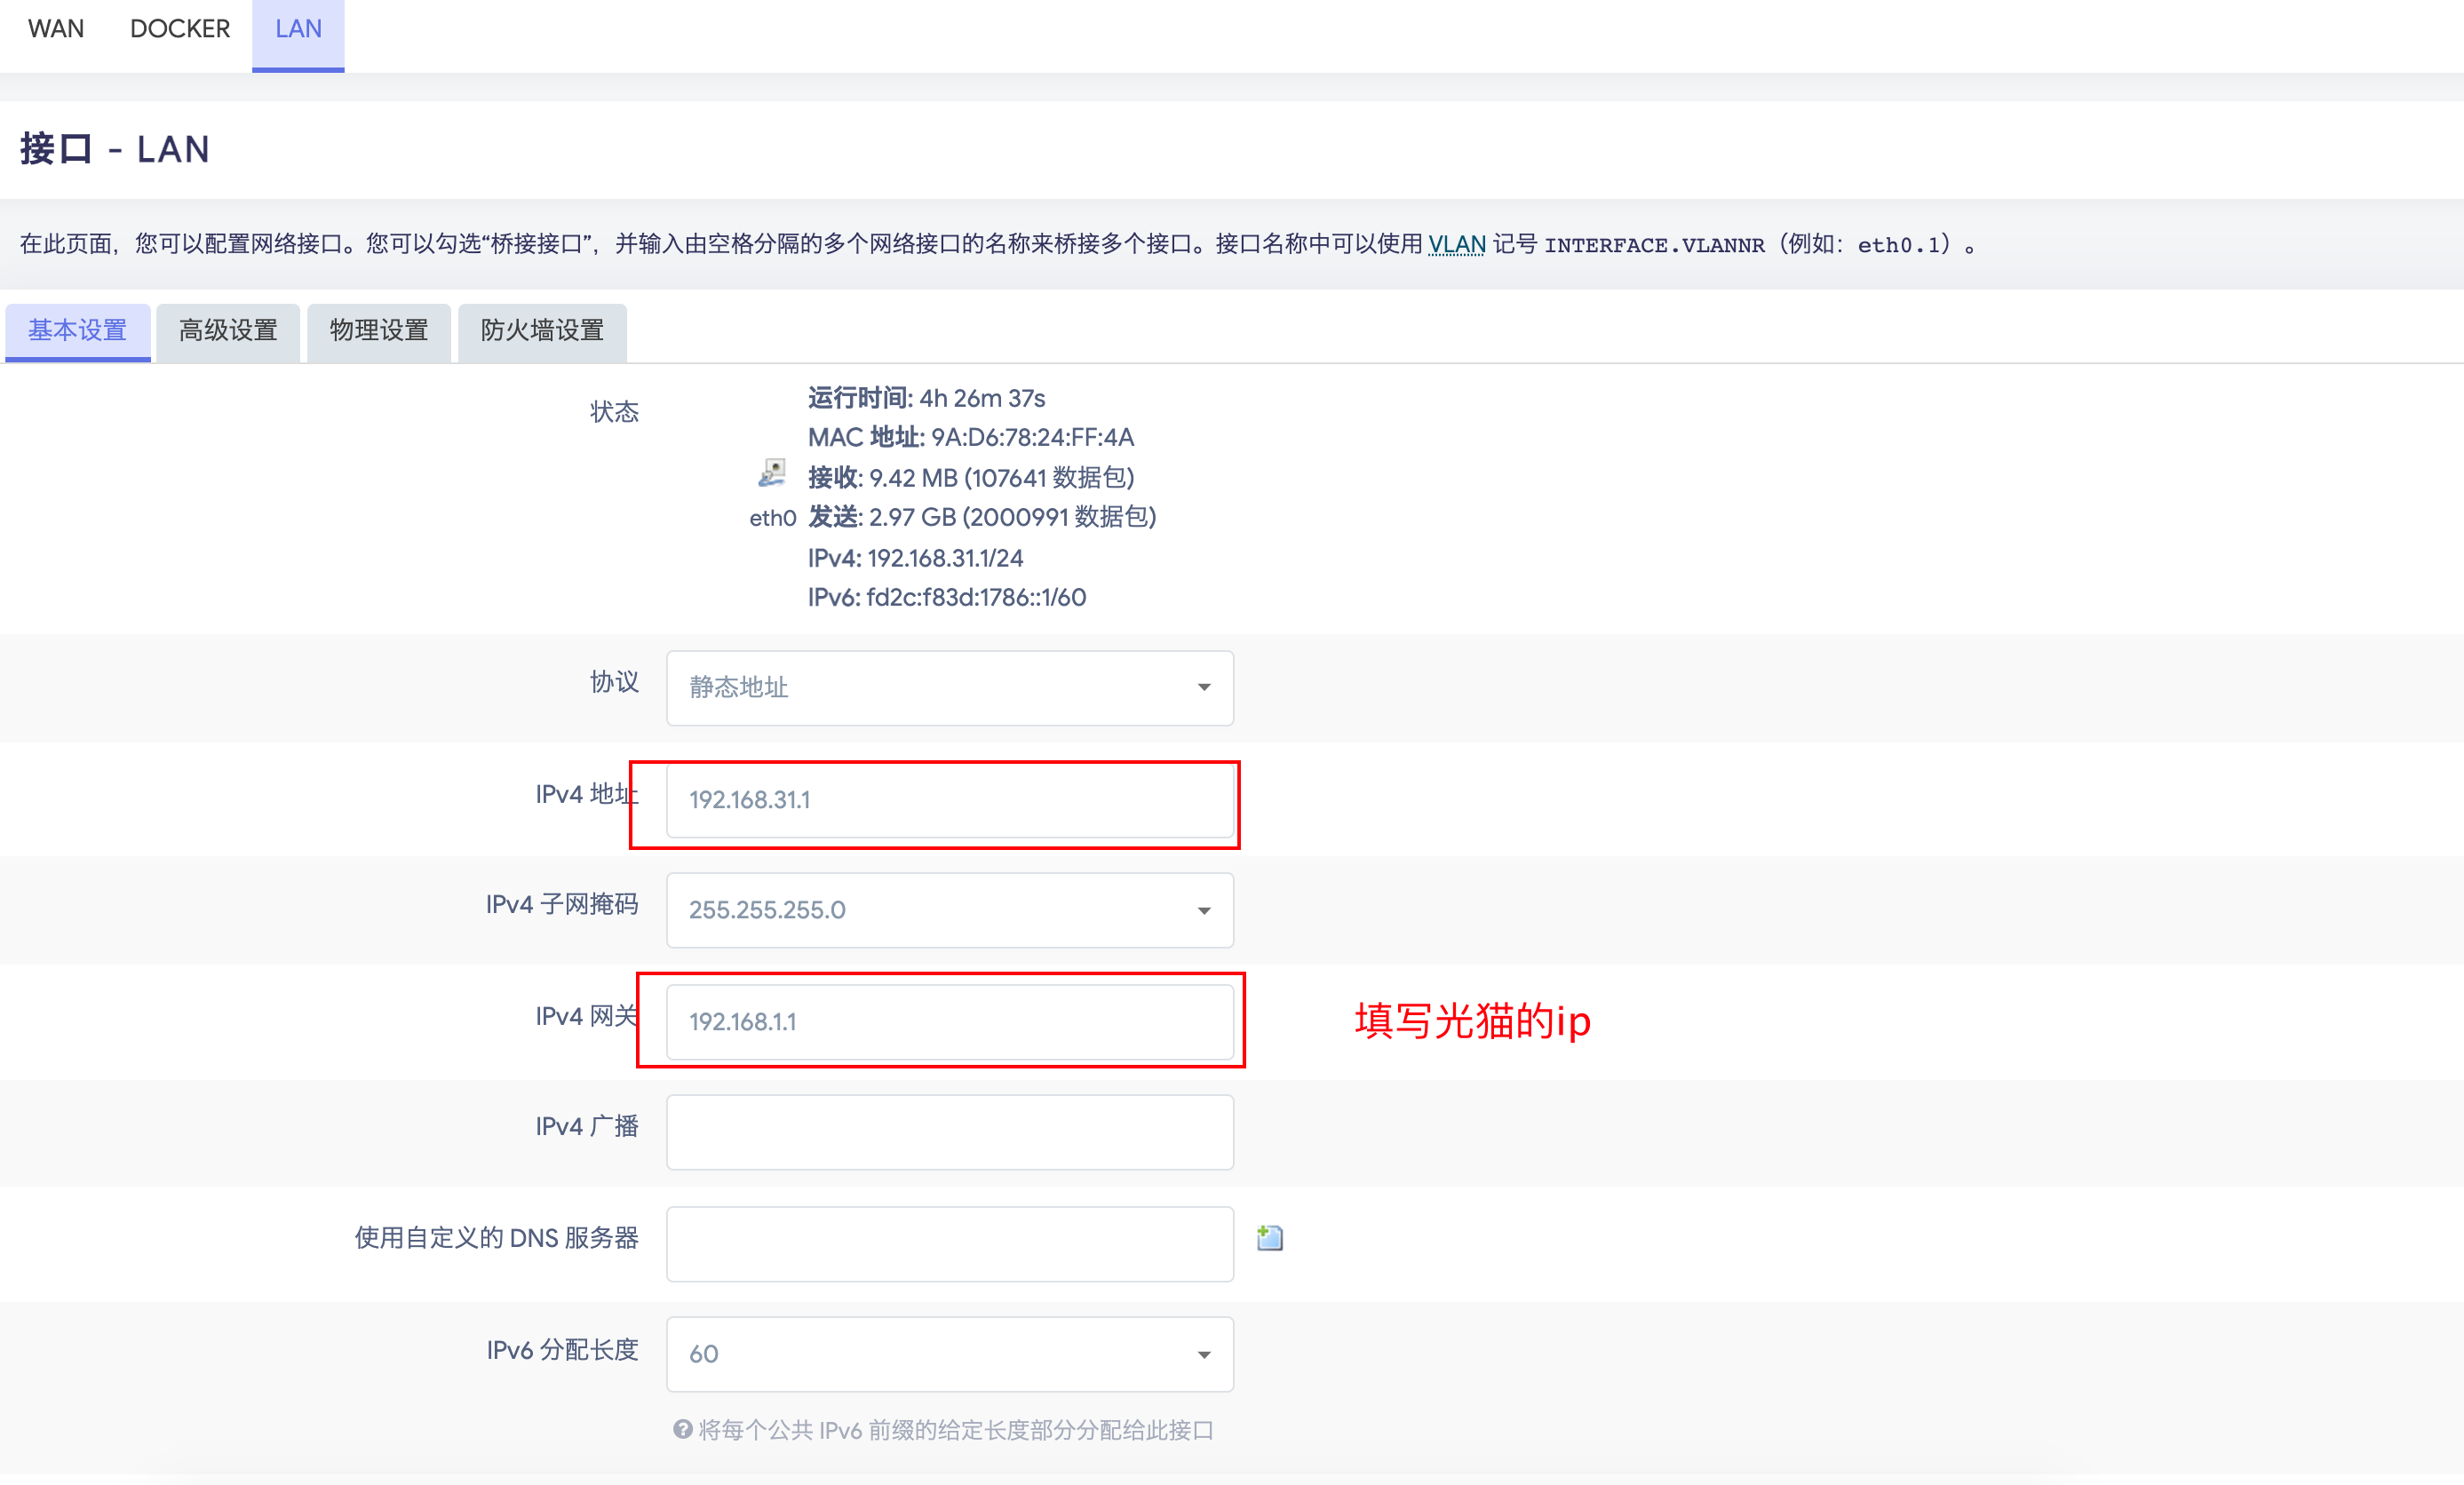 WAN DOCKER LAN
接口 - LAN
在此页面，您可以配置网络接口。您可以勾选“桥接接口”，并输入由空格分隔的多个网络接口的名称来桥接多个接口。接口名称中可以使用 VLAN 记号 INTERFACE.VLANNR（例如：eth0.1）。
基本设置 高级设置 物理设置 防火墙设置
状态
eth0
运行时间: 4h 26m 37s
MAC 地址: 9A:D6:78:24:FF:4A
接收: 9.42 MB (107641 数据包)
发送: 2.97 GB (2000991 数据包)
IPv4: 192.168.31.1/24
IPv6: fd2c:f83d:1786::1/60
协议 静态地址
IPv4 地址 192.168.31.1
IPv4 子网掩码 255.255.255.0
IPv4 网关 192.168.1.1 填写光猫的ip
IPv4 广播
使用自定义的 DNS 服务器
IPv6 分配长度 60
将每个公共 IPv6 前缀的给定长度部分分配给此接口